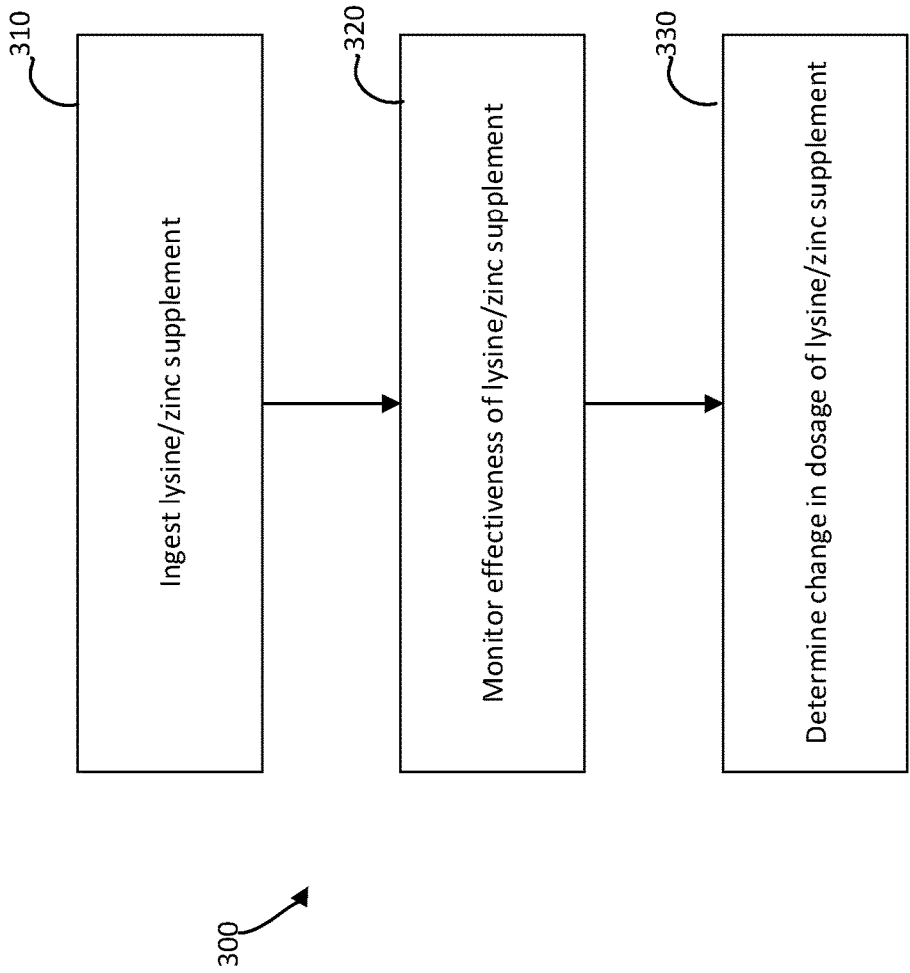 300
310
Ingest lysine/zinc supplement
320
Monitor effectiveness of lysine/zinc supplement
330
Determine change in dosage of lysine/zinc supplement